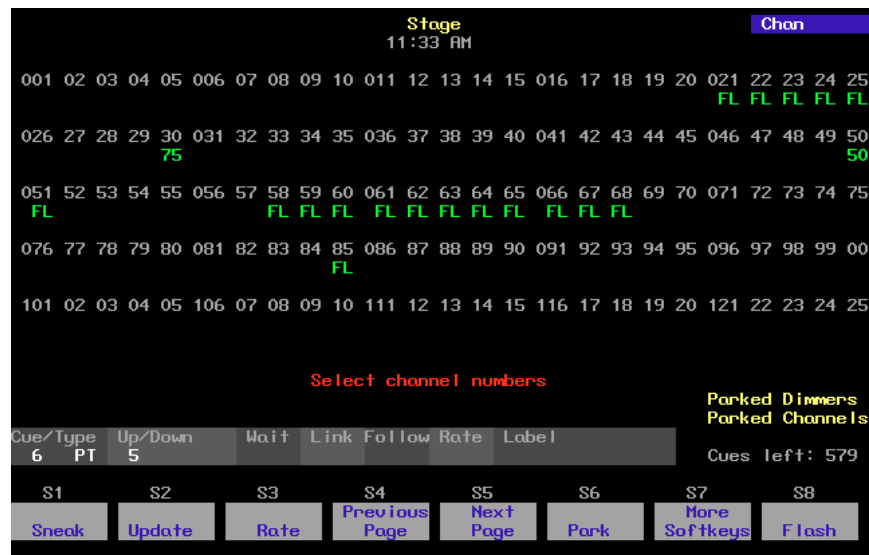 Stage Chan
11:33 AM
001 02 03 04 05 006 07 08 09 10 011 12 13 14 15 016 17 18 19 20 021 22 23 24 25
FL FL FL FL FL
026 27 28 29 30 031 32 33 34 35 036 37 38 39 40 041 42 43 44 45 046 47 48 49 50
75 50
051 52 53 54 55 056 57 58 59 60 061 62 63 64 65 066 67 68 69 70 071 72 73 74 75
FL FL FL FL FL FL FL FL FL FL FL FL
076 77 78 79 80 081 82 83 84 85 086 87 88 89 90 091 92 93 94 95 096 97 98 99 00
FL
101 02 03 04 05 106 07 08 09 10 111 12 13 14 15 116 17 18 19 20 121 22 23 24 25
Select channel numbers
Parked Dimmers
Parked Channels
Cue/Type Up/Down Wait Link Follow Rate Label
6 PT 5 Cues left: 579
S1 S2 S3 S4 S5 S6 S7 S8
Previous Next More
Sneak Update Rate Page Page Park Softkeys Flash